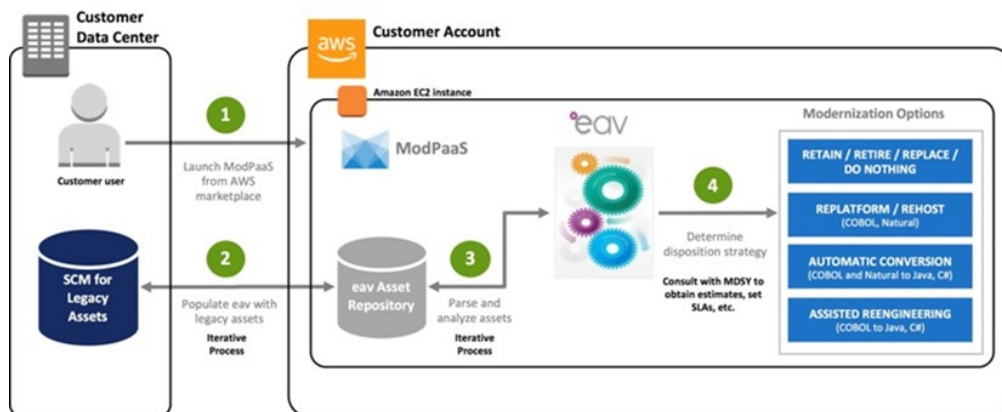 Customer
Data Center
aws
Customer Account
Amazon EC2 instance
1
Customer user
Launch ModPaaS
from AWS
marketplace
ModPaaS
eav
4
Determine
disposition strategy
Consult with MDSY to
obtain estimates, set
SLAs, etc.
Modernization Options
RETAIN / RETIRE / REPLACE /
DO NOTHING
REPLATFORM / REHOST
(COBOL, Natural)
AUTOMATIC CONVERSION
(COBOL and Natural to Java, C#)
ASSISTED REENGINEERING
(COBOL to Java, C#)
SCM for
Legacy
Assets
2
Populate eav with
legacy assets
Iterative
Process
eav Asset
Repository
3
Parse and
analyze assets
Iterative
Process